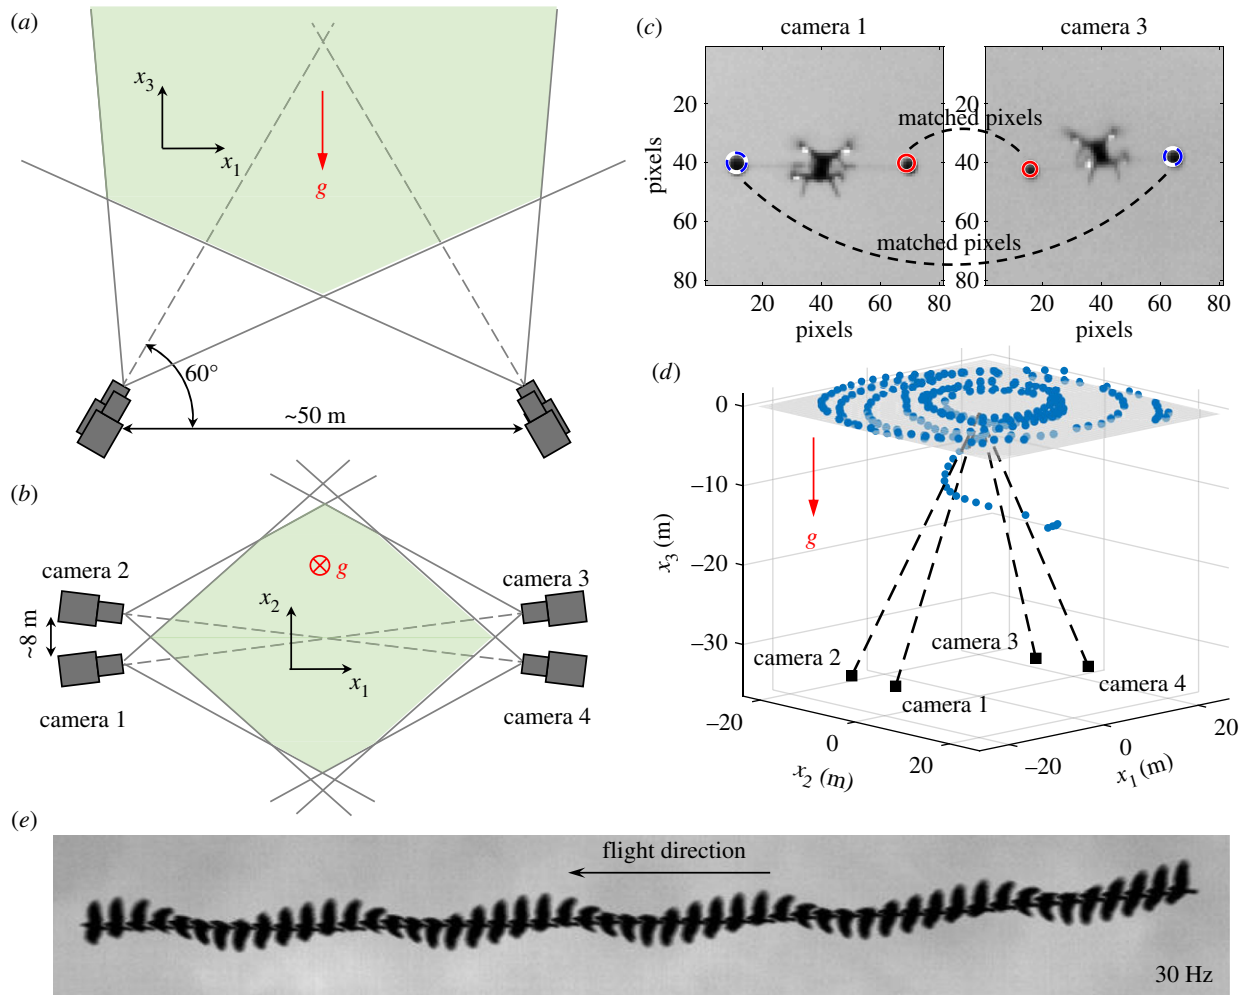 (a)
x3
x1
g
60°
~50 m
(b)
camera 2
camera 3
g
x2
x1
~8 m
camera 1
camera 4
(c)
camera 1
camera 3
20
40
60
80
pixels
20
40
60
80
20
40
60
80
20
40
60
80
pixels
pixels
matched pixels
matched pixels
(d)
0
–10
–20
–30
x3 (m)
g
camera 2
camera 3
camera 1
camera 4
–20
0
20
x2 (m)
–20
0
20
x1 (m)
(e)
flight direction
30 Hz